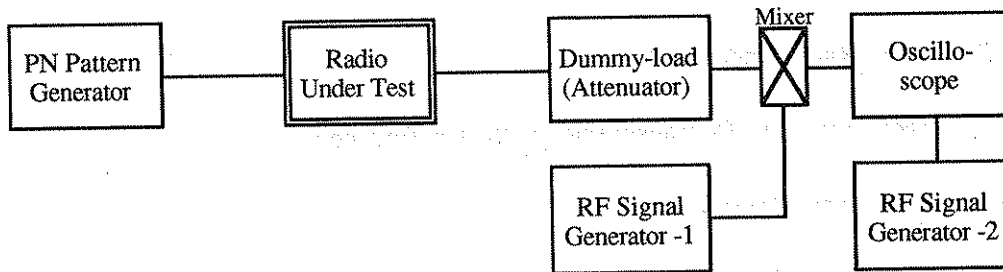 Mixer
PN Pattern
Generator
Radio
Under Test
Dummy-load
(Attenuator)
Oscillo-
scope
RF Signal
Generator -1
RF Signal
Generator -2